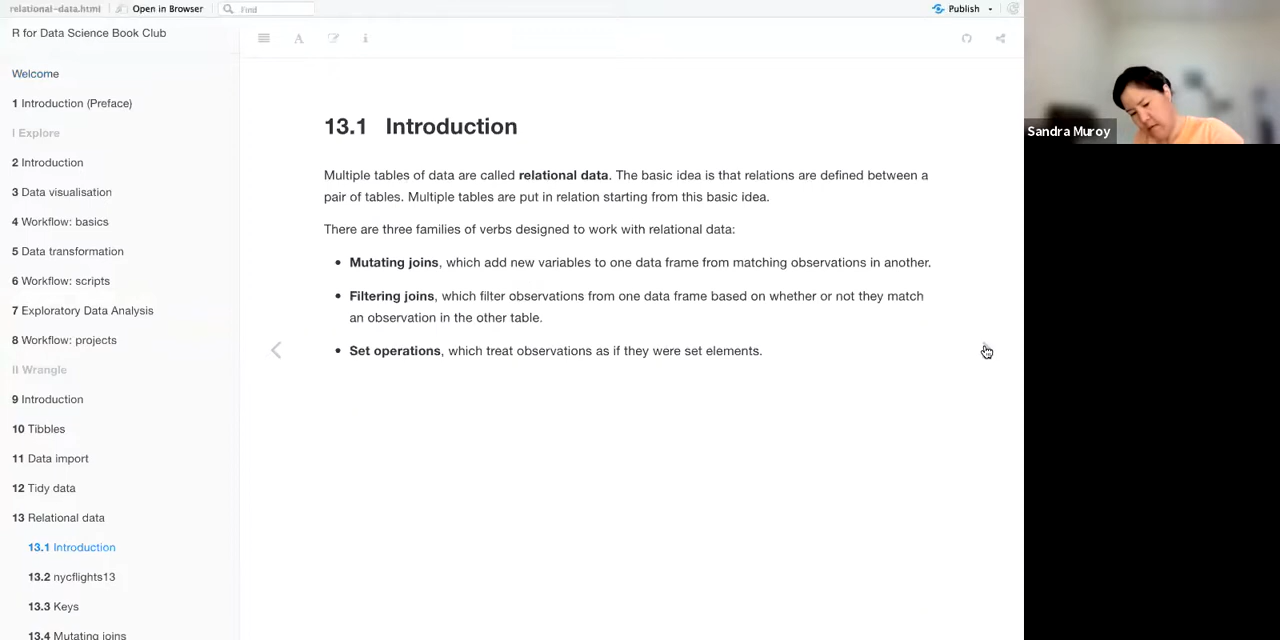 relational-data.html
Open in Browser
Find
Publish
R for Data Science Book Club
Welcome
1 Introduction (Preface)
I Explore
2 Introduction
3 Data visualisation
4 Workflow: basics
5 Data transformation
6 Workflow: scripts
7 Exploratory Data Analysis
8 Workflow: projects
II Wrangle
9 Introduction
10 Tibbles
11 Data import
12 Tidy data
13 Relational data
13.1 Introduction
13.2 nycflights13
13.3 Keys
13.4 Mutating joins
13.1 Introduction
Multiple tables of data are called relational data. The basic idea is that relations are defined between a
pair of tables. Multiple tables are put in relation starting from this basic idea.
There are three families of verbs designed to work with relational data:
• Mutating joins, which add new variables to one data frame from matching observations in another.
• Filtering joins, which filter observations from one data frame based on whether or not they match
an observation in the other table.
• Set operations, which treat observations as if they were set elements.
Sandra Muroy